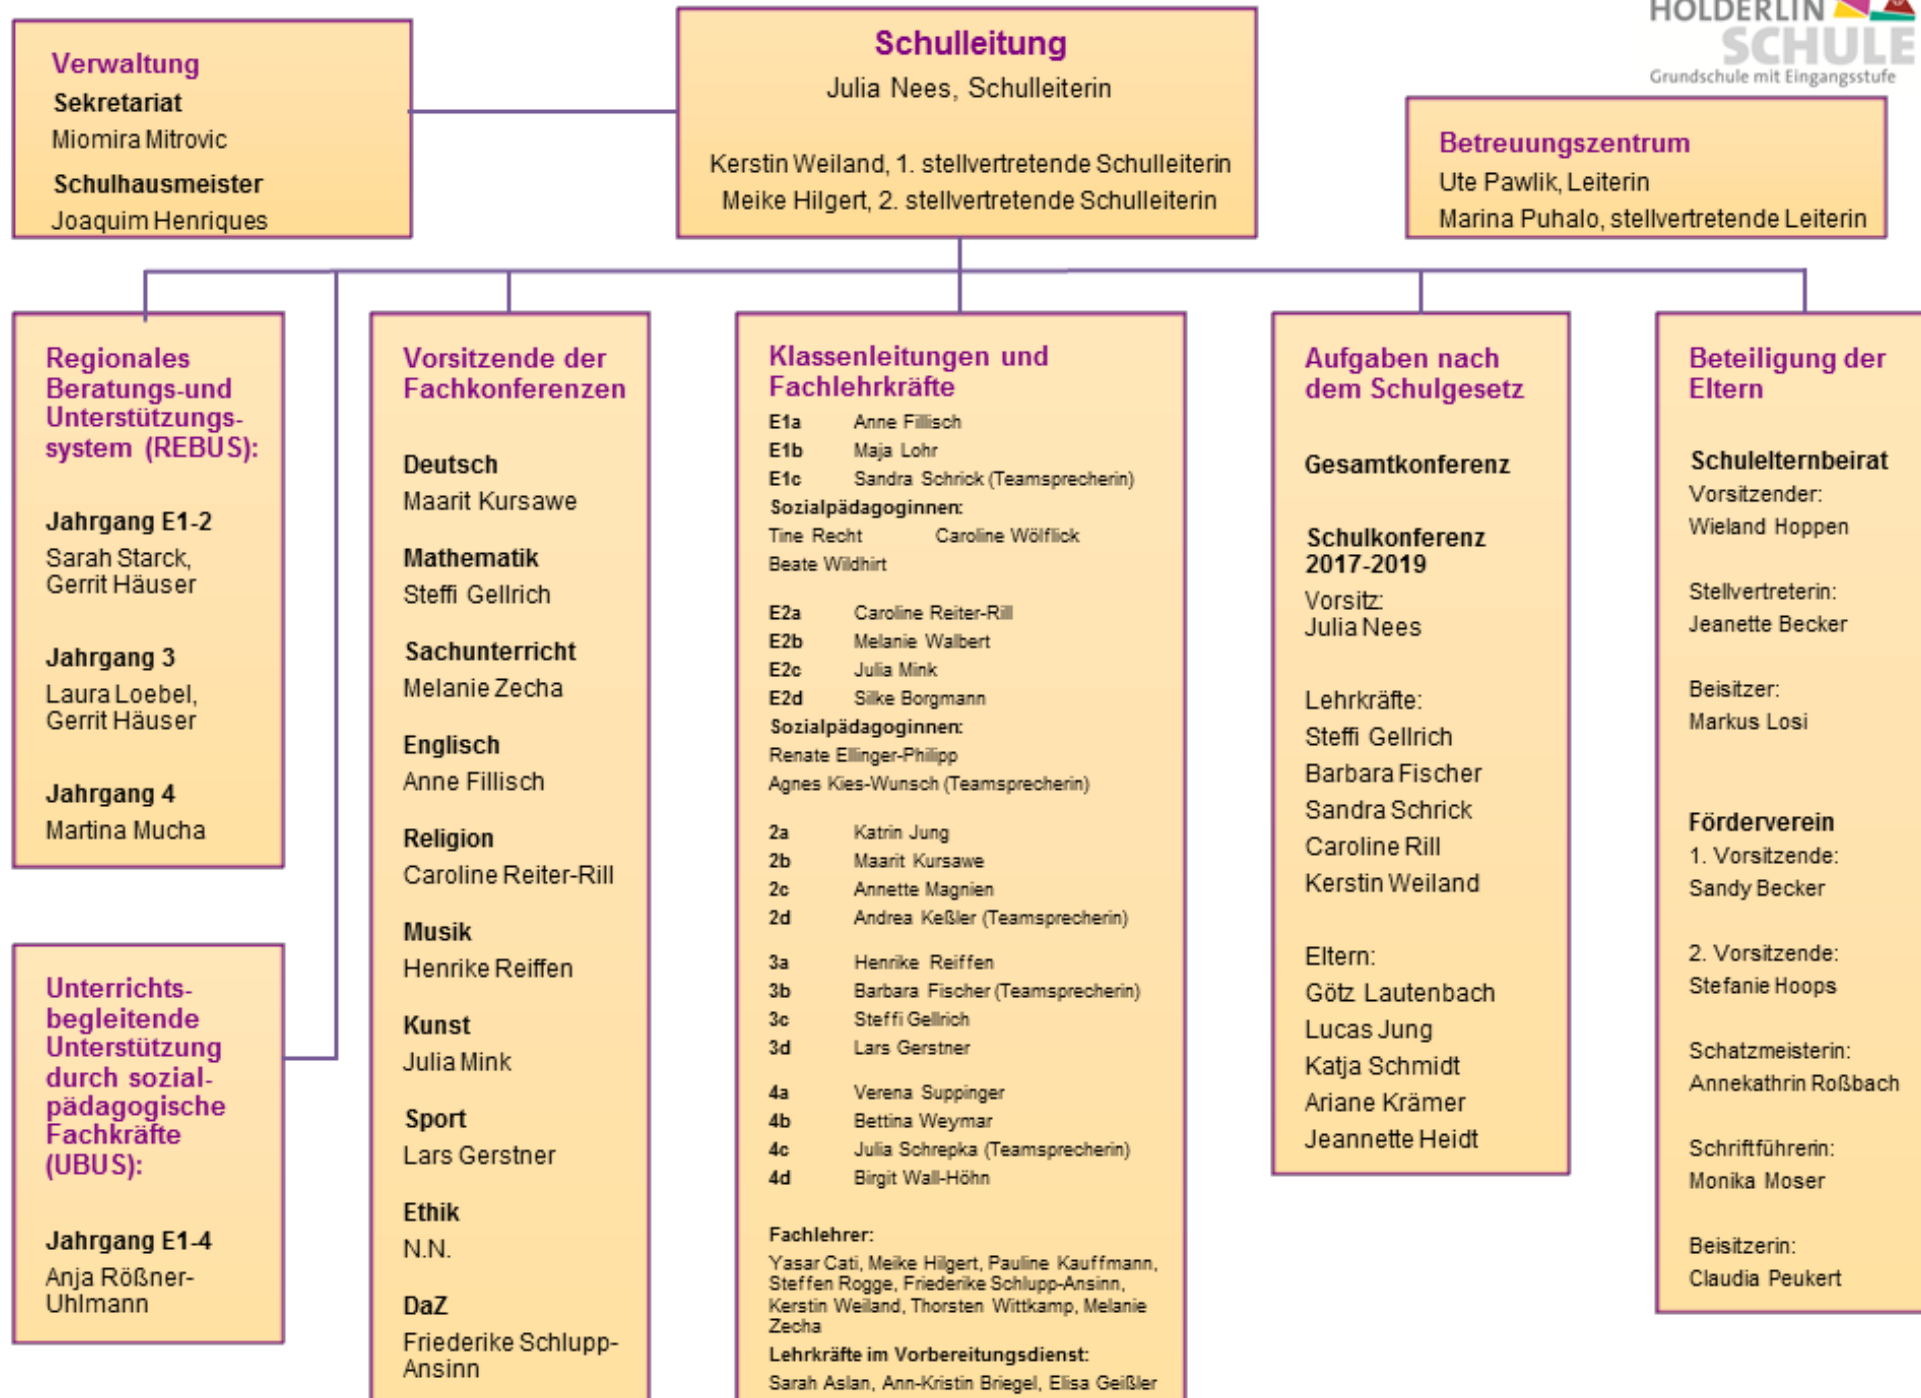 HÖLDERLIN
SCHULE
Grundschule mit Eingangsstufe
Verwaltung
Sekretariat
Miomira Mitrovic
Schulhausmeister
Joaquim Henriques
Schulleitung
Julia Nees, Schulleiterin
Kerstin Weiland, 1. stellvertretende Schulleiterin
Meike Hilgert, 2. stellvertretende Schulleiterin
Betreuungszentrum
Ute Pawlik, Leiterin
Marina Puhalo, stellvertretende Leiterin
Regionales
Beratungs-und
Unterstützungs-
system (REBUS):
Jahrgang E1-2
Sarah Starck,
Gerrit Häuser
Jahrgang 3
Laura Loebel,
Gerrit Häuser
Jahrgang 4
Martina Mucha
Unterrichts-
begleitende
Unterstützung
durch sozial-
pädagogische
Fachkräfte
(UBUS):
Jahrgang E1-4
Anja Rößner-
Uhlmann
Vorsitzende der
Fachkonferenzen
Deutsch
Maarit Kursawe
Mathematik
Steffi Gellrich
Sachunterricht
Melanie Zecha
Englisch
Anne Fillisch
Religion
Caroline Reiter-Rill
Musik
Henrike Reiffen
Kunst
Julia Mink
Sport
Lars Gerstner
Ethik
N.N.
DaZ
Friederike Schlupp-
Ansinn
Klassenleitungen und
Fachlehrkräfte
E1a Anne Fillisch
E1b Maja Lohr
E1c Sandra Schrick (Teamsprecherin)
Sozialpädagoginnen:
Tine Recht Caroline Wölflick
Beate Wildhirt
E2a Caroline Reiter-Rill
E2b Melanie Walbert
E2c Julia Mink
E2d Silke Borgmann
Sozialpädagoginnen:
Renate Ellinger-Philipp
Agnes Kies-Wunsch (Teamsprecherin)
2a Katrin Jung
2b Maarit Kursawe
2c Annette Magnien
2d Andrea Keßler (Teamsprecherin)
3a Henrike Reiffen
3b Barbara Fischer (Teamsprecherin)
3c Steffi Gellrich
3d Lars Gerstner
4a Verena Suppinger
4b Bettina Weymar
4c Julia Schrepka (Teamsprecherin)
4d Birgit Wall-Höhn
Fachlehrer:
Yasar Cati, Meike Hilgert, Pauline Kauffmann,
Steffen Rogge, Friederike Schlupp-Ansinn,
Kerstin Weiland, Thorsten Wittkamp, Melanie
Zecha
Lehrkräfte im Vorbereitungsdienst:
Sarah Aslan, Ann-Kristin Briegel, Elisa Geißler
Aufgaben nach
dem Schulgesetz
Gesamtkonferenz
Schulkonferenz
2017-2019
Vorsitz:
Julia Nees
Lehrkräfte:
Steffi Gellrich
Barbara Fischer
Sandra Schrick
Caroline Rill
Kerstin Weiland
Eltern:
Götz Lautenbach
Lucas Jung
Katja Schmidt
Ariane Krämer
Jeannette Heidt
Beteiligung der
Eltern
Schulelternbeirat
Vorsitzender:
Wieland Hoppen
Stellvertreterin:
Jeanette Becker
Beisitzer:
Markus Losi
Förderverein
1. Vorsitzende:
Sandy Becker
2. Vorsitzende:
Stefanie Hoops
Schatzmeisterin:
Annekathrin Roßbach
Schriftführerin:
Monika Moser
Beisitzerin:
Claudia Peukert